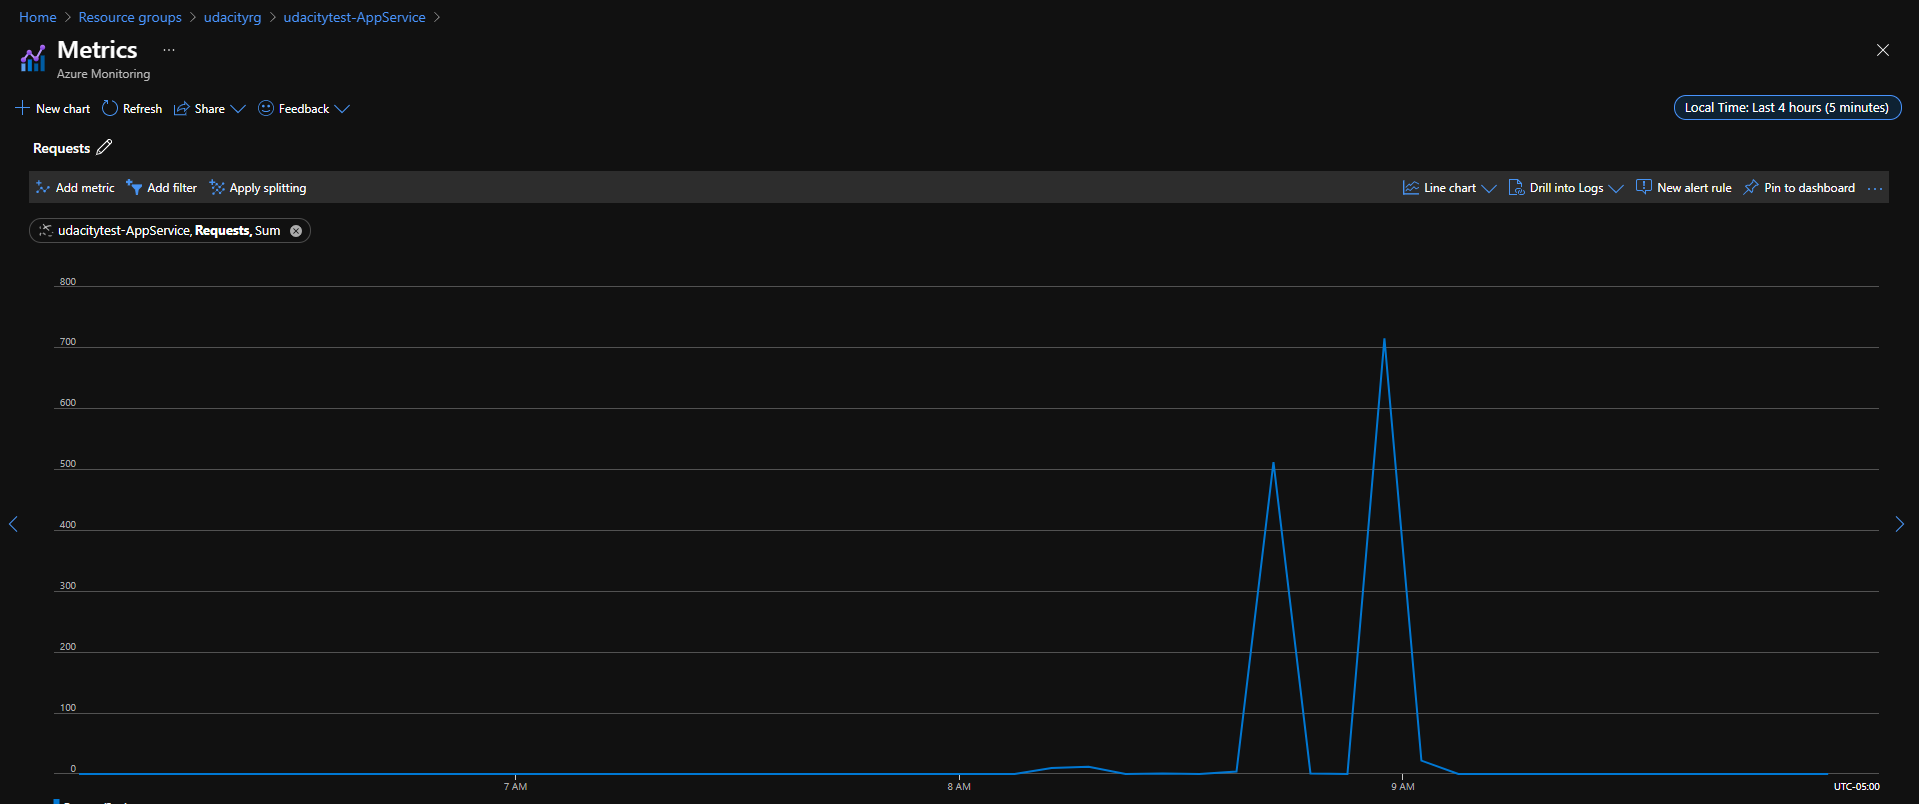 Home > Resource groups > udacityrg > udacitytest-AppService >
Metrics ...
Azure Monitoring
New chart Refresh Share Feedback
Local Time: Last 4 hours (5 minutes)
Requests
Add metric Add filter Apply splitting Line chart Drill into Logs New alert rule Pin to dashboard ...
udacitytest-AppService, Requests, Sum
800
700
600
500
400
300
200
100
0
7 AM 8 AM 9 AM UTC-05:00